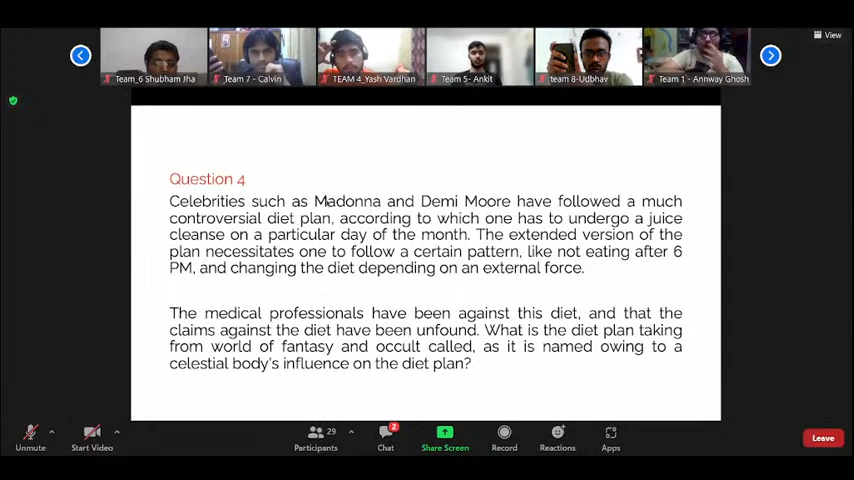 View
Team_6 Shubham Jha
Team 7 - Calvin
TEAM 4_Yash Vardhan
Team 5- Ankit
team 8-Udbhav
Team 1 - Annway Ghosh
Question 4
Celebrities such as Madonna and Demi Moore have followed a much
controversial diet plan, according to which one has to undergo a juice
cleanse on a particular day of the month. The extended version of the
plan necessitates one to follow a certain pattern, like not eating after 6
PM, and changing the diet depending on an external force.
The medical professionals have been against this diet, and that the
claims against the diet have been unfound. What is the diet plan taking
from world of fantasy and occult called, as it is named owing to a
celestial body's influence on the diet plan?
Unmute
Start Video
29
Participants
2
Chat
Share Screen
Record
Reactions
Apps
Leave